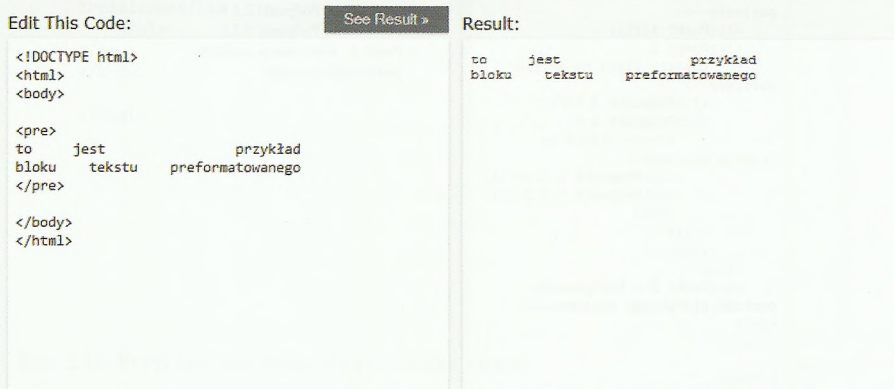 Edit This Code:
See Result »
<!DOCTYPE html>
<html>
<body>
<pre>
to     jest                przykład
bloku    tekstu    preformatowanego
</pre>
</body>
</html>
Result:
to     jest                przykład
bloku    tekstu    preformatowanego